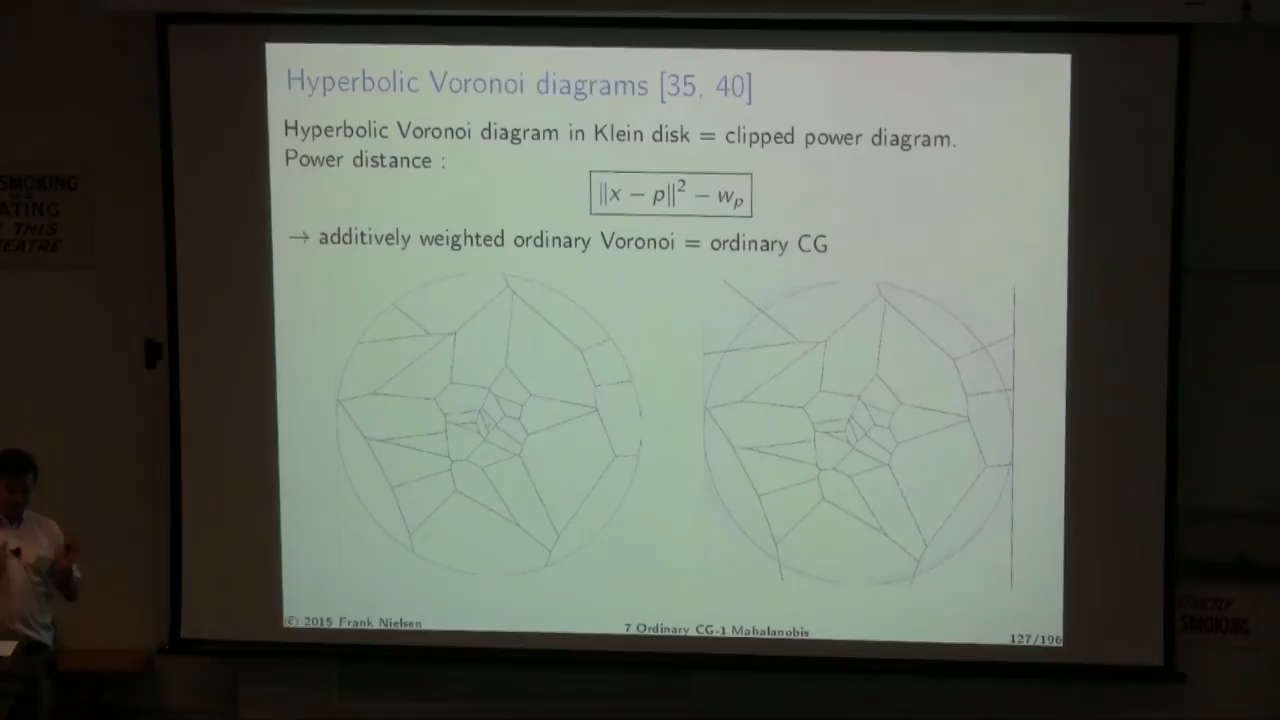 Hyperbolic Voronoi diagrams [35, 40]
Hyperbolic Voronoi diagram in Klein disk = clipped power diagram.
Power distance :
||x − p||² − wₚ
→ additively weighted ordinary Voronoi = ordinary CG
SMOKING
ATING
THIS
EATRE
STRICTLY
SMOKING
© 2015 Frank Nielsen
7 Ordinary CG-1 Mahalanobis
127/196